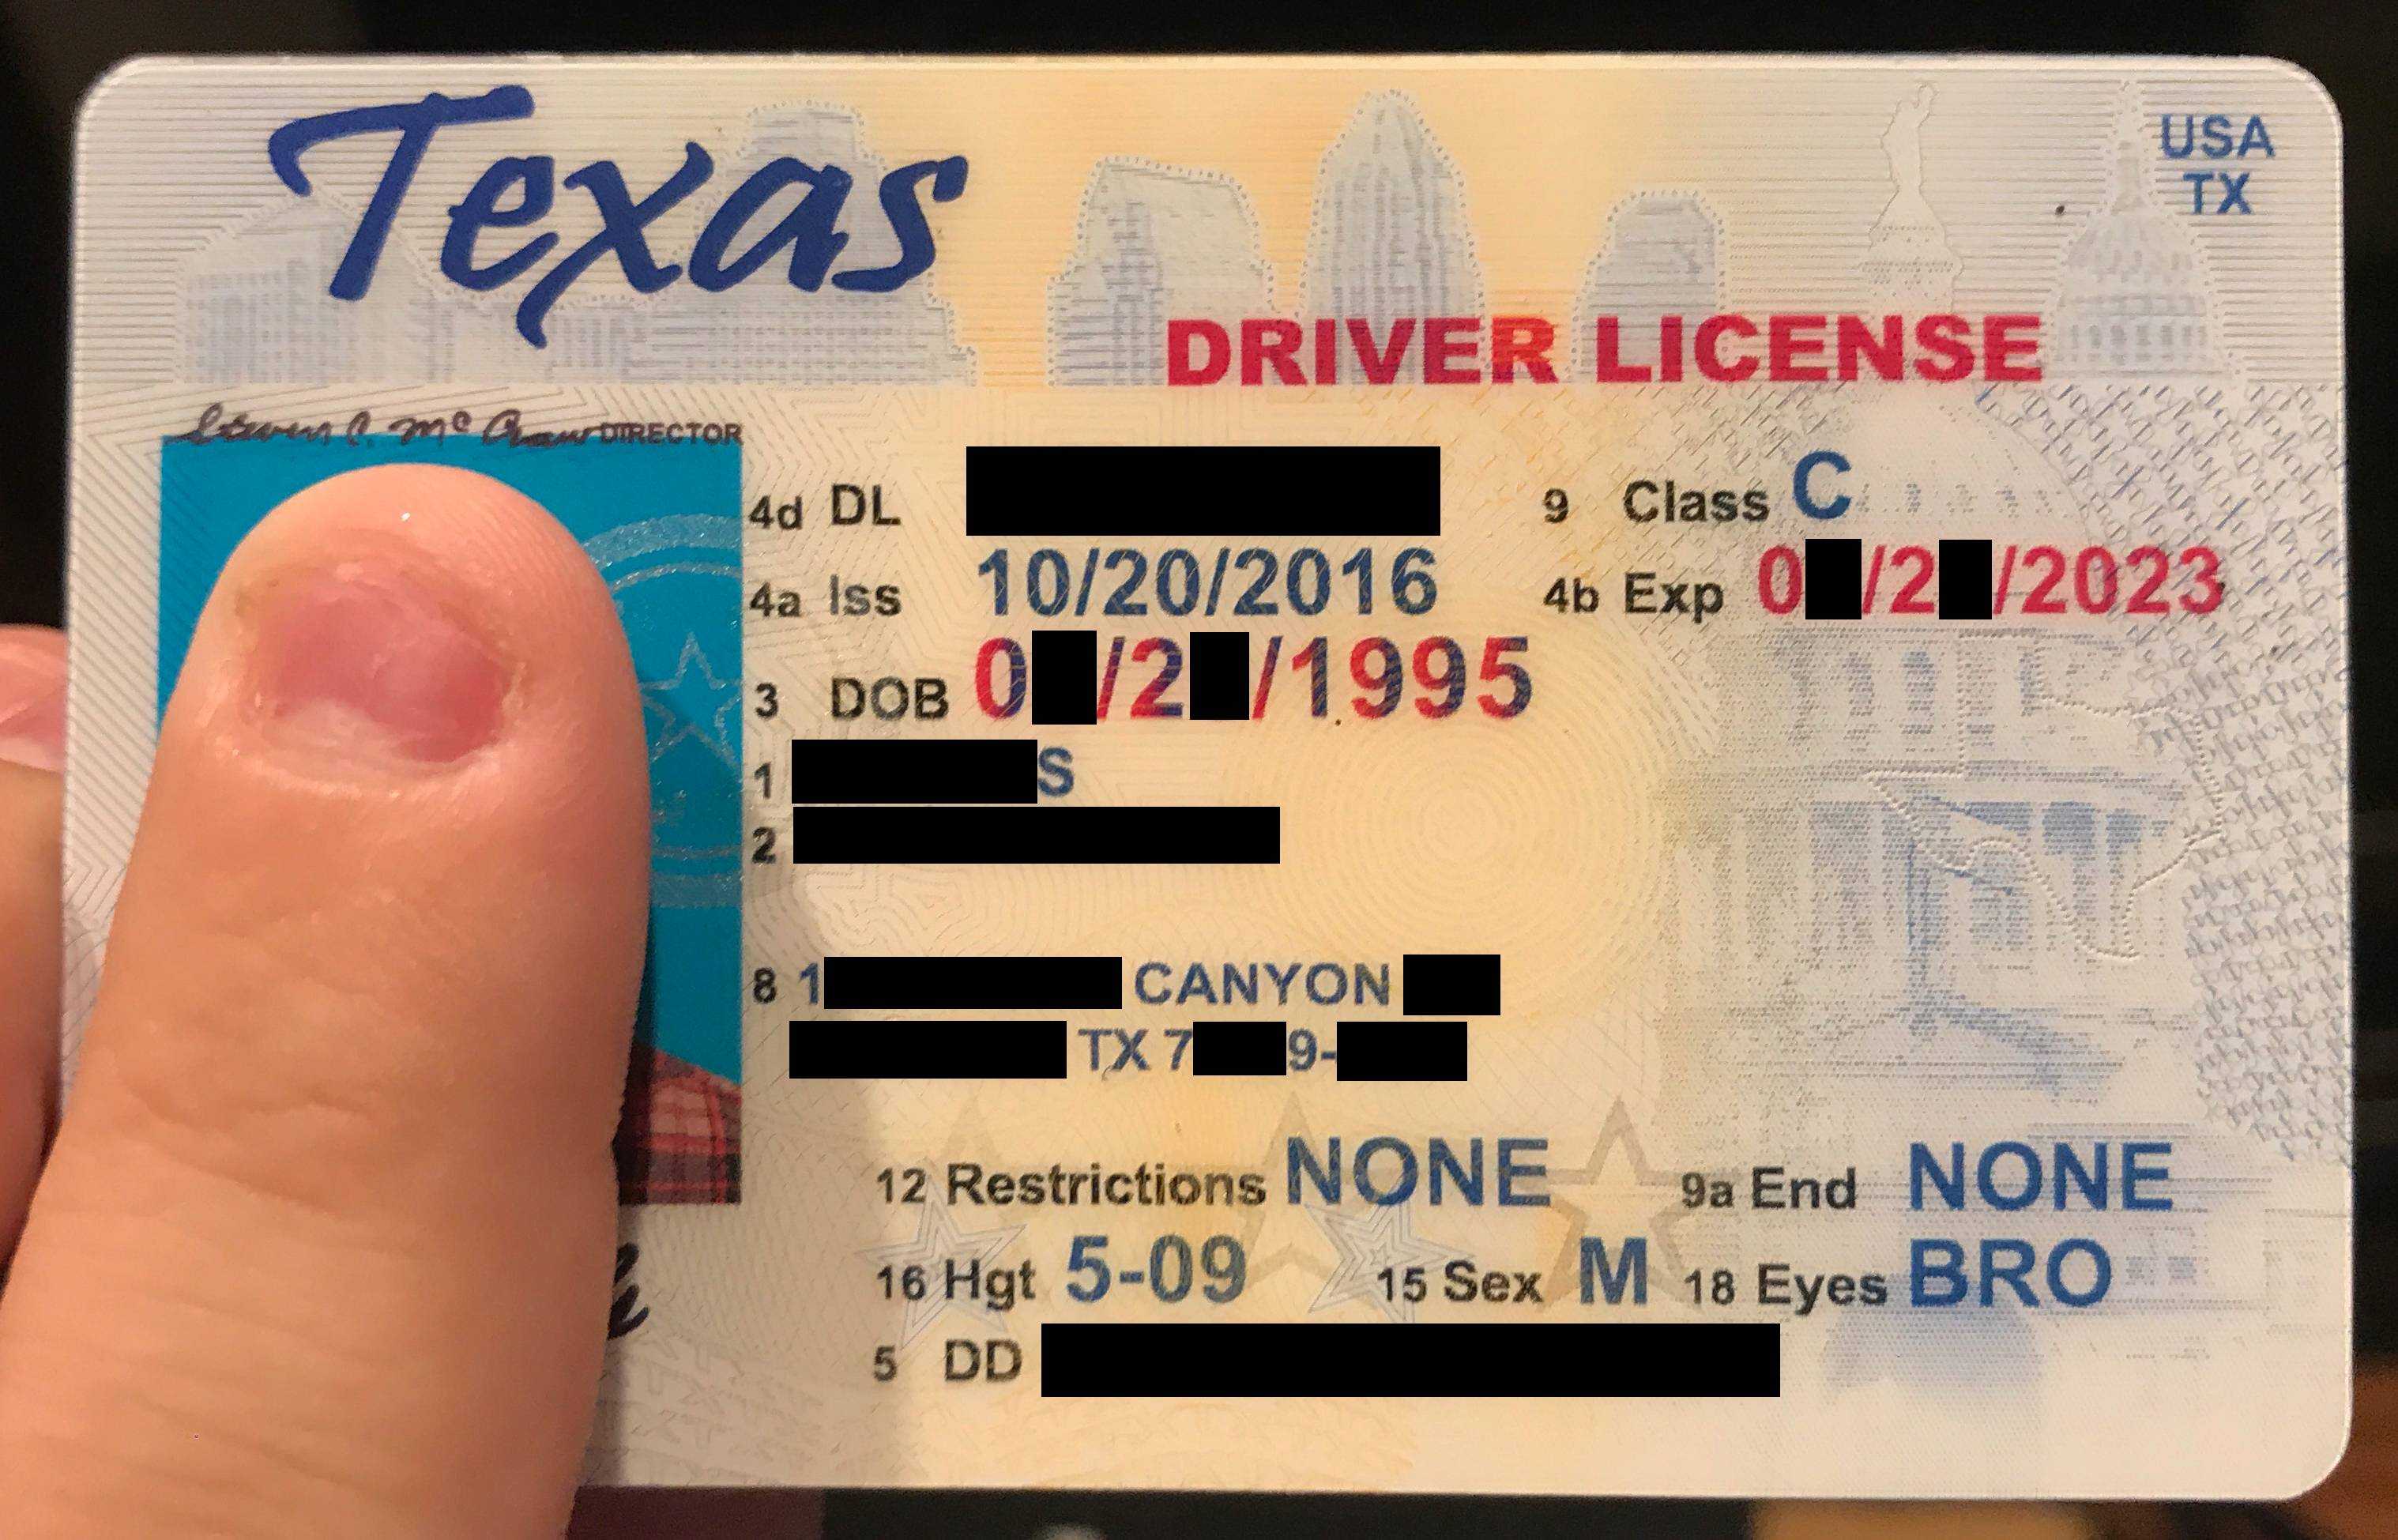 Texas
USA
TX
DRIVER LICENSE
Steven C. McCraw DIRECTOR
4d DL
9 Class C
4a Iss 10/20/2016
4b Exp 0 /2 /2023
3 DOB 0 /2 /1995
1 S
2
8 1 CANYON
TX 7 9-
12 Restrictions NONE
9a End NONE
16 Hgt 5-09
15 Sex M
18 Eyes BRO
5 DD